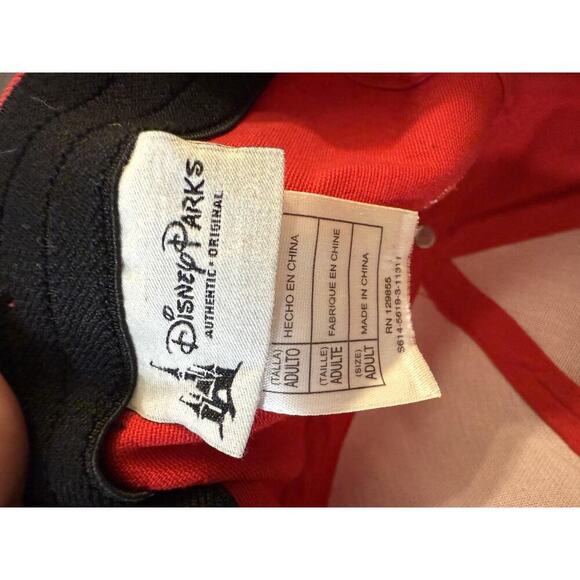 DISNEY PARKS
AUTHENTIC • ORIGINAL
(TALLA)
ADULTO
HECHO EN CHINA
(TAILLE)
ADULTE
FABRIQUE EN CHINE
(SIZE)
ADULT
MADE IN CHINA
RN 129855